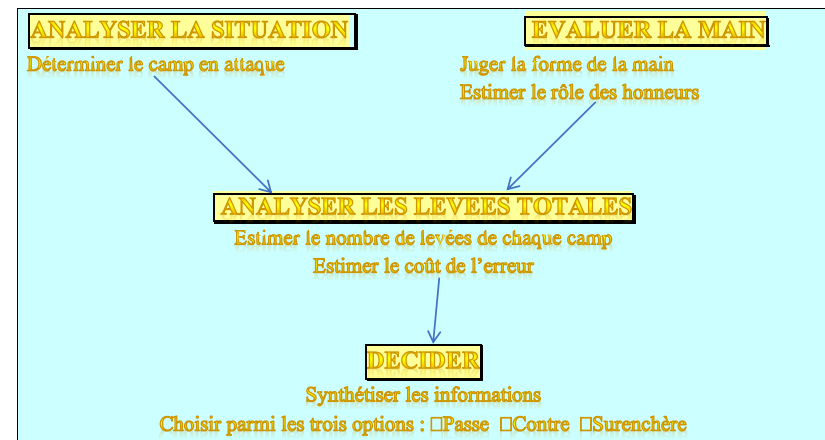 ANALYSER LA SITUATION
Déterminer le camp en attaque
EVALUER LA MAIN
Juger la forme de la main
Estimer le rôle des honneurs
ANALYSER LES LEVEES TOTALES
Estimer le nombre de levées de chaque camp
Estimer le coût de l'erreur
DECIDER
Synthétiser les informations
Choisir parmi les trois options : □Passe □Contre □Surenchère